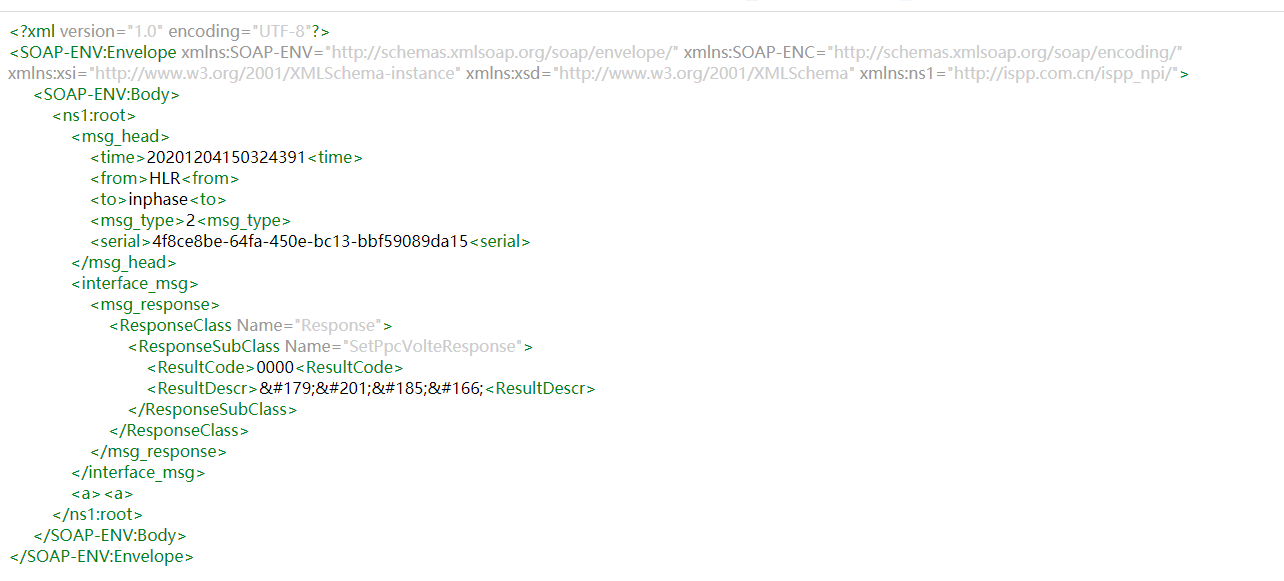 <?xml version="1.0" encoding="UTF-8"?>
<SOAP-ENV:Envelope xmlns:SOAP-ENV="http://schemas.xmlsoap.org/soap/envelope/" xmlns:SOAP-ENC="http://schemas.xmlsoap.org/soap/encoding/"
xmlns:xsi="http://www.w3.org/2001/XMLSchema-instance" xmlns:xsd="http://www.w3.org/2001/XMLSchema" xmlns:ns1="http://ispp.com.cn/ispp_npi/">
<SOAP-ENV:Body>
<ns1:root>
<msg_head>
<time>20201204150324391<time>
<from>HLR<from>
<to>inphase<to>
<msg_type>2<msg_type>
<serial>4f8ce8be-64fa-450e-bc13-bbf59089da15<serial>
</msg_head>
<interface_msg>
<msg_response>
<ResponseClass Name="Response">
<ResponseSubClass Name="SetPpcVolteResponse">
<ResultCode>0000<ResultCode>
<ResultDescr>&#179;&#201;&#185;&#166;<ResultDescr>
</ResponseSubClass>
</ResponseClass>
</msg_response>
</interface_msg>
<a><a>
</ns1:root>
</SOAP-ENV:Body>
</SOAP-ENV:Envelope>